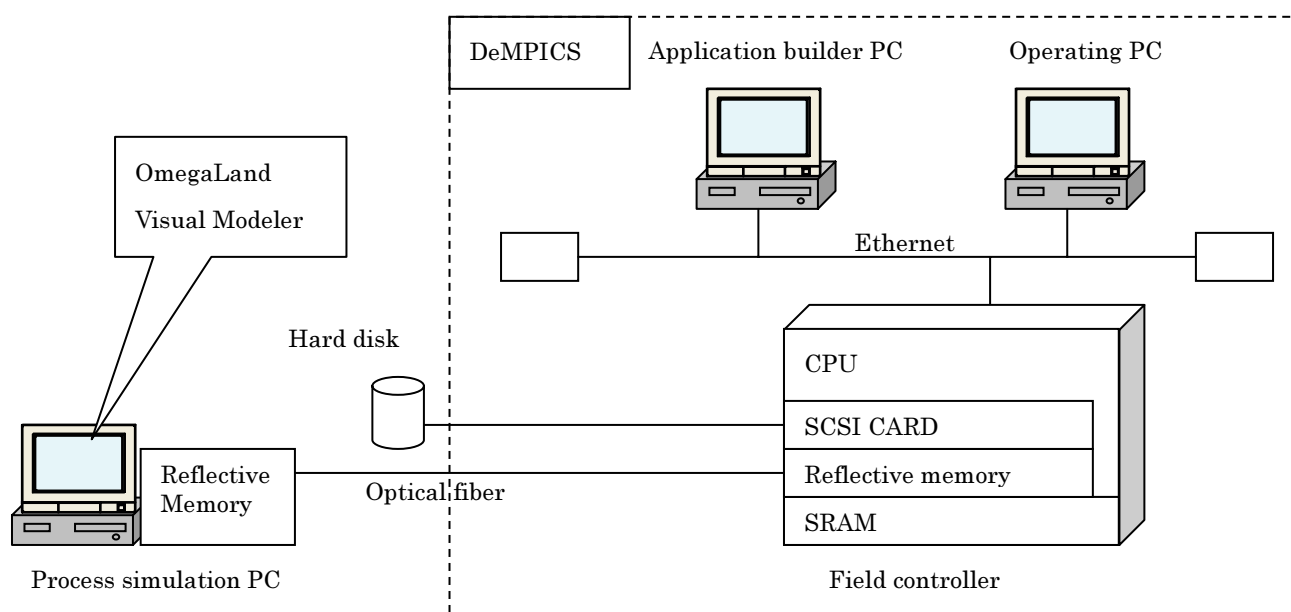 DeMPICS
Application builder PC
Operating PC
OmegaLand
Visual Modeler
Ethernet
Hard disk
CPU
SCSI CARD
Reflective memory
SRAM
Reflective
Memory
Optical fiber
Process simulation PC
Field controller